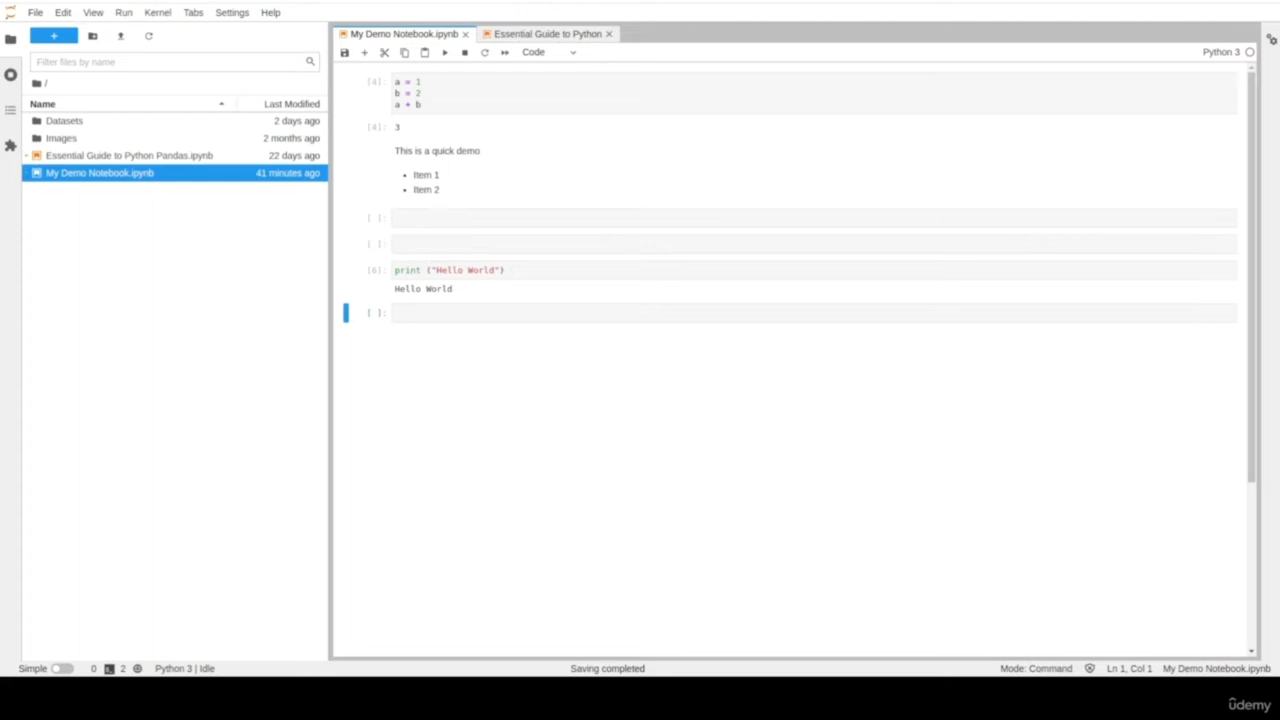 File Edit View Run Kernel Tabs Settings Help
My Demo Notebook.ipynb
Essential Guide to Python
Code
Python 3
Filter files by name
/
Name Last Modified
Datasets 2 days ago
Images 2 months ago
Essential Guide to Python Pandas.ipynb 22 days ago
My Demo Notebook.ipynb 41 minutes ago
[4]: a = 1
b = 2
a + b
[4]: 3
This is a quick demo
• Item 1
• Item 2
[ ]:
[ ]:
[6]: print ("Hello World")
Hello World
[ ]:
Simple 0 2 Python 3 | Idle Saving completed Mode: Command Ln 1, Col 1 My Demo Notebook.ipynb
ûdemy